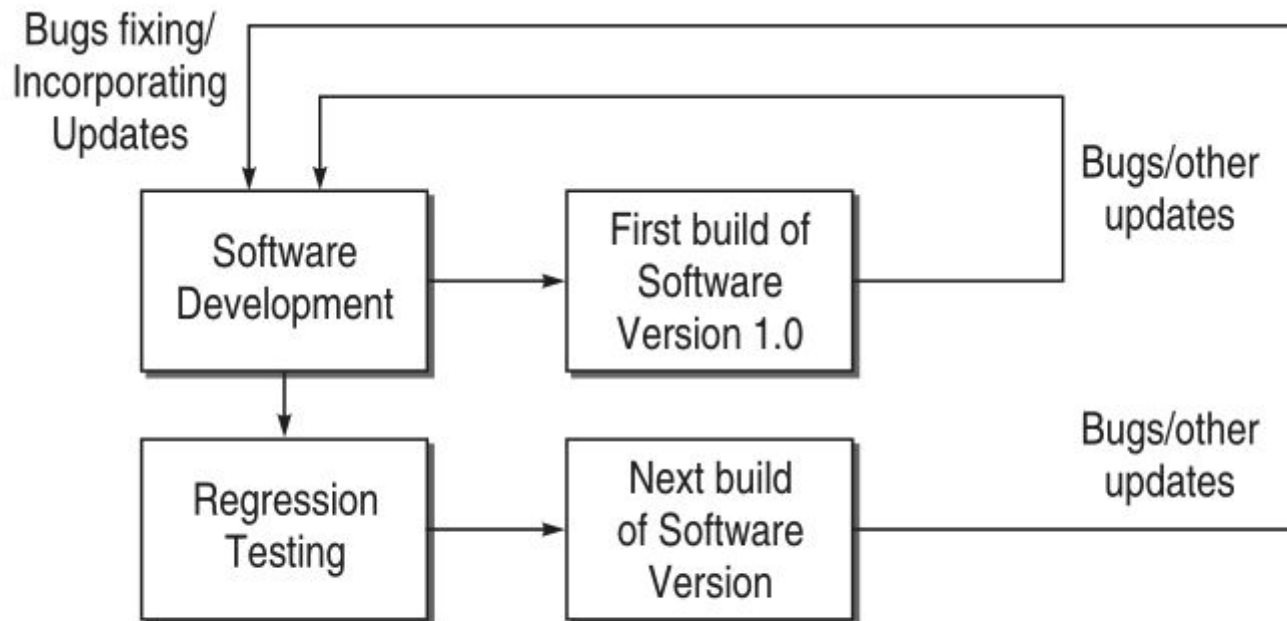 Bugs fixing/
Incorporating
Updates
Bugs/other
updates
Software
Development
First build of
Software
Version 1.0
Bugs/other
updates
Regression
Testing
Next build
of Software
Version